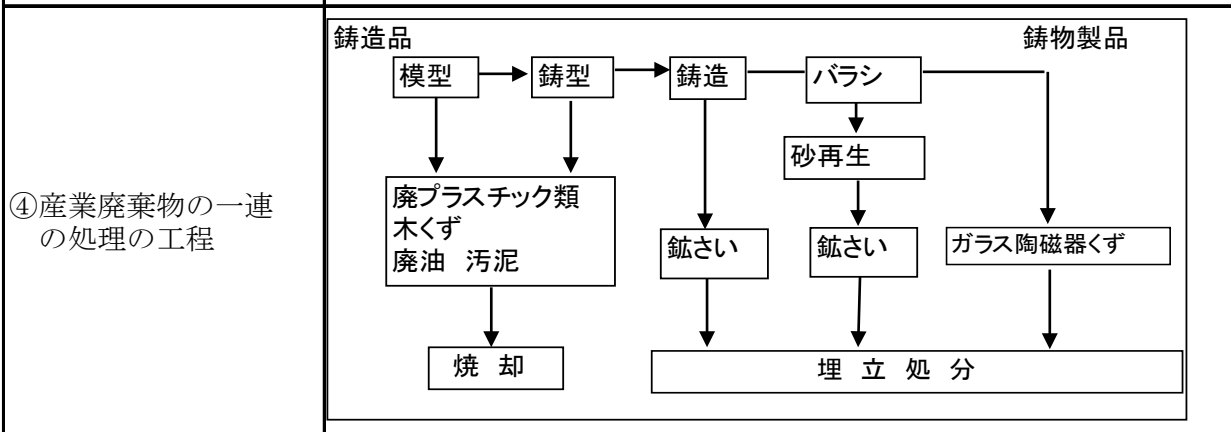 ④産業廃棄物の一連
の処理の工程
鋳造品
鋳物製品
模型
鋳型
鋳造
バラシ
砂再生
廃プラスチック類
木くず
廃油 汚泥
鉱さい
鉱さい
ガラス陶磁器くず
焼 却
埋 立 処 分